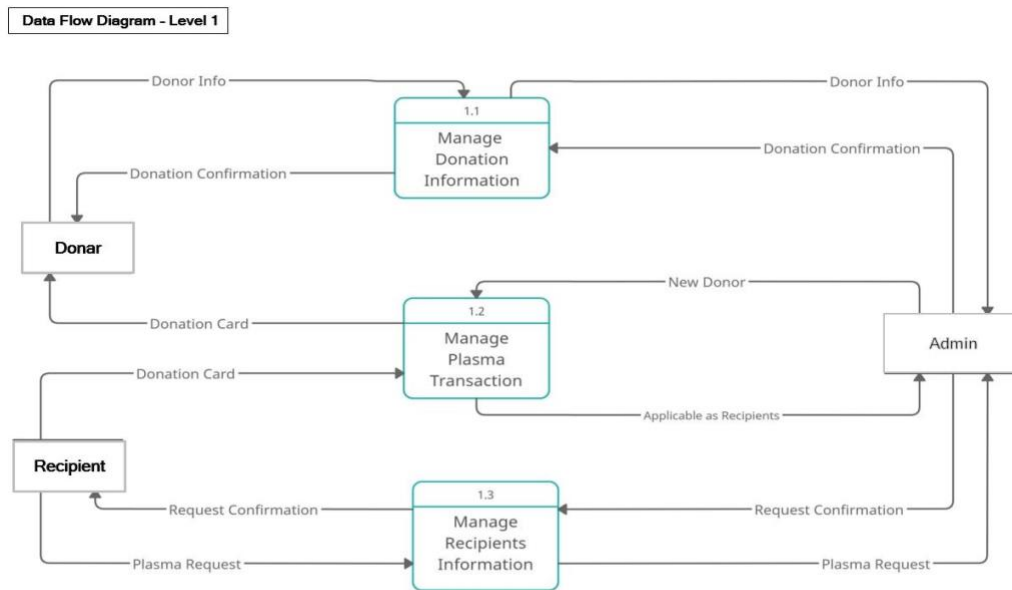 Data Flow Diagram - Level 1
Donor Info
Donor Info
1.1
Manage
Donation
Information
Donation Confirmation
Donation Confirmation
Donar
New Donor
1.2
Manage
Plasma
Transaction
Donation Card
Admin
Donation Card
Applicable as Recipients
Recipient
1.3
Manage
Recipients
Information
Request Confirmation
Request Confirmation
Plasma Request
Plasma Request